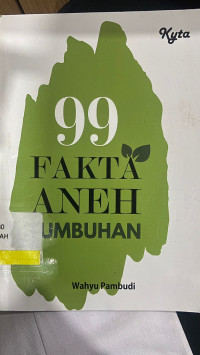 Kyta
99
FAKTA
ANEH
UMBUHAN
Wahyu Pambudi